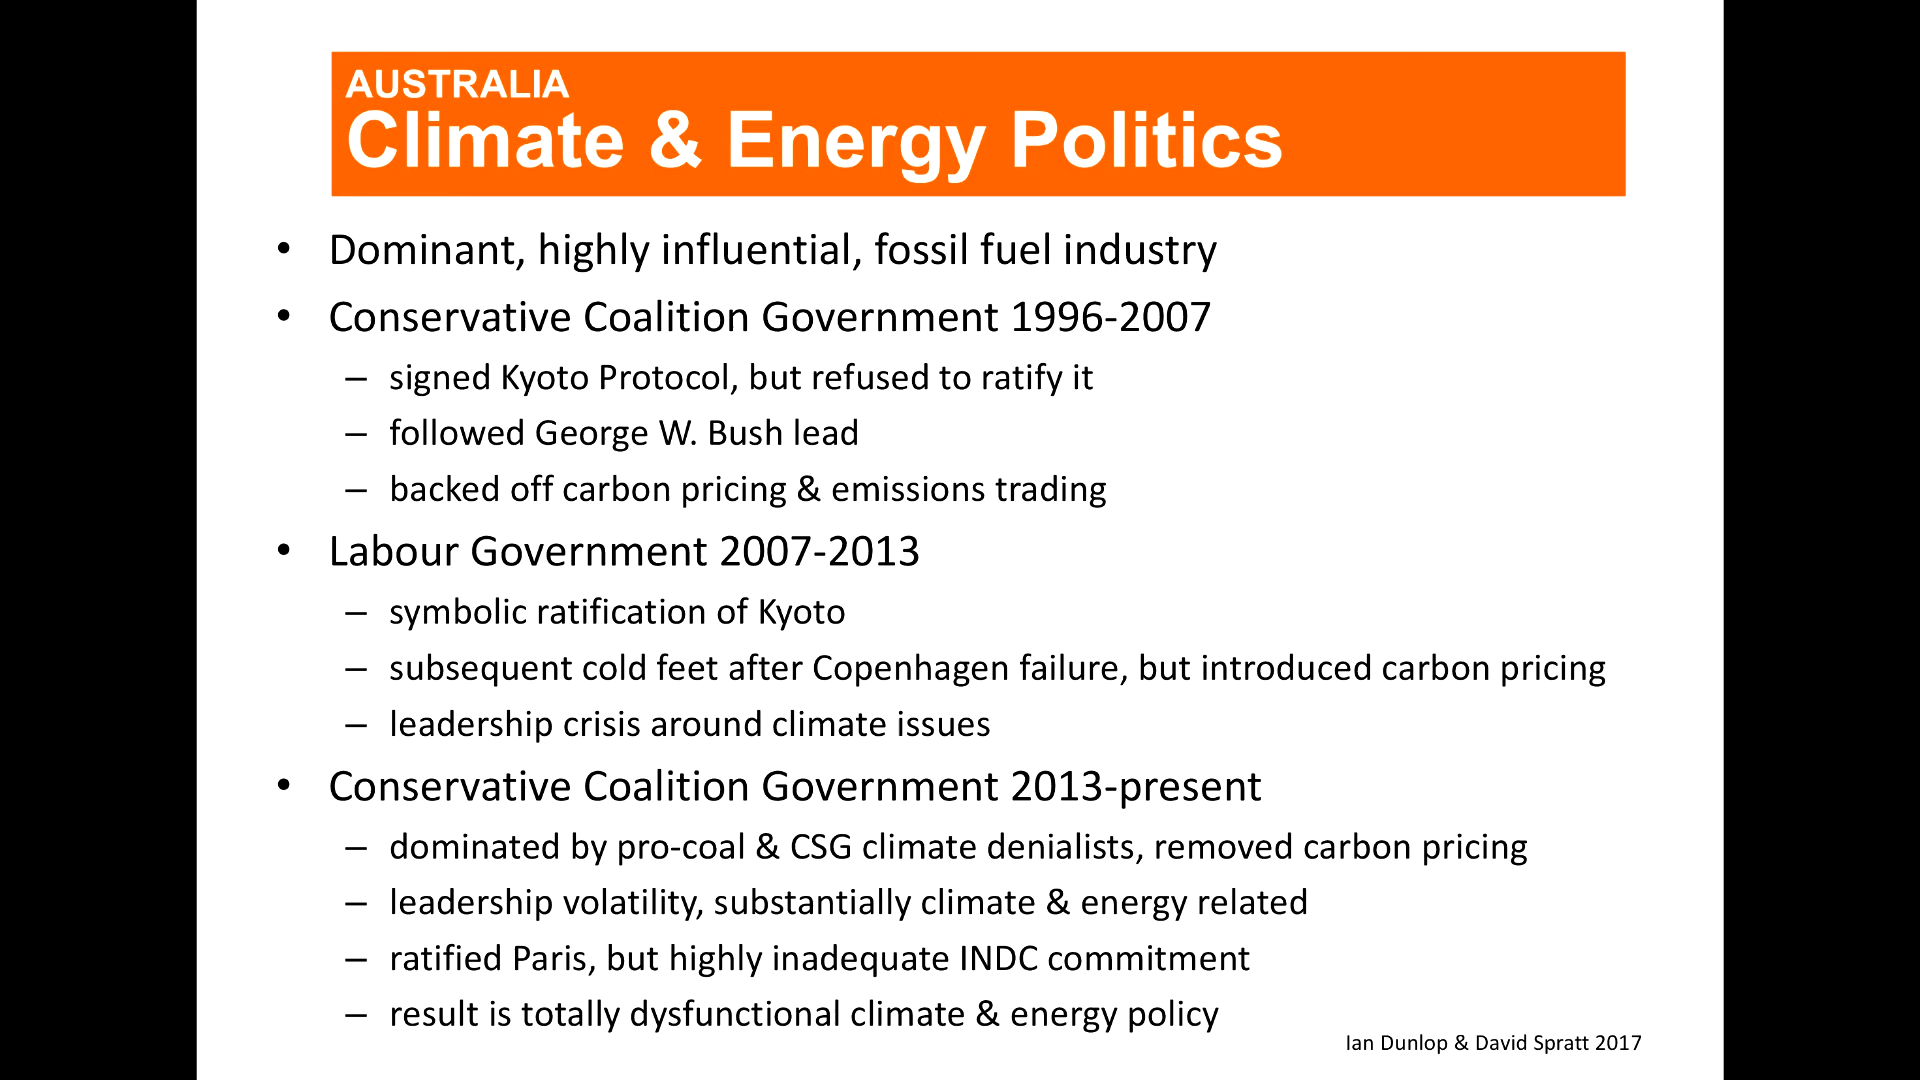 AUSTRALIA
Climate & Energy Politics
• Dominant, highly influential, fossil fuel industry
• Conservative Coalition Government 1996-2007
– signed Kyoto Protocol, but refused to ratify it
– followed George W. Bush lead
– backed off carbon pricing & emissions trading
• Labour Government 2007-2013
– symbolic ratification of Kyoto
– subsequent cold feet after Copenhagen failure, but introduced carbon pricing
– leadership crisis around climate issues
• Conservative Coalition Government 2013-present
– dominated by pro-coal & CSG climate denialists, removed carbon pricing
– leadership volatility, substantially climate & energy related
– ratified Paris, but highly inadequate INDC commitment
– result is totally dysfunctional climate & energy policy
Ian Dunlop & David Spratt 2017